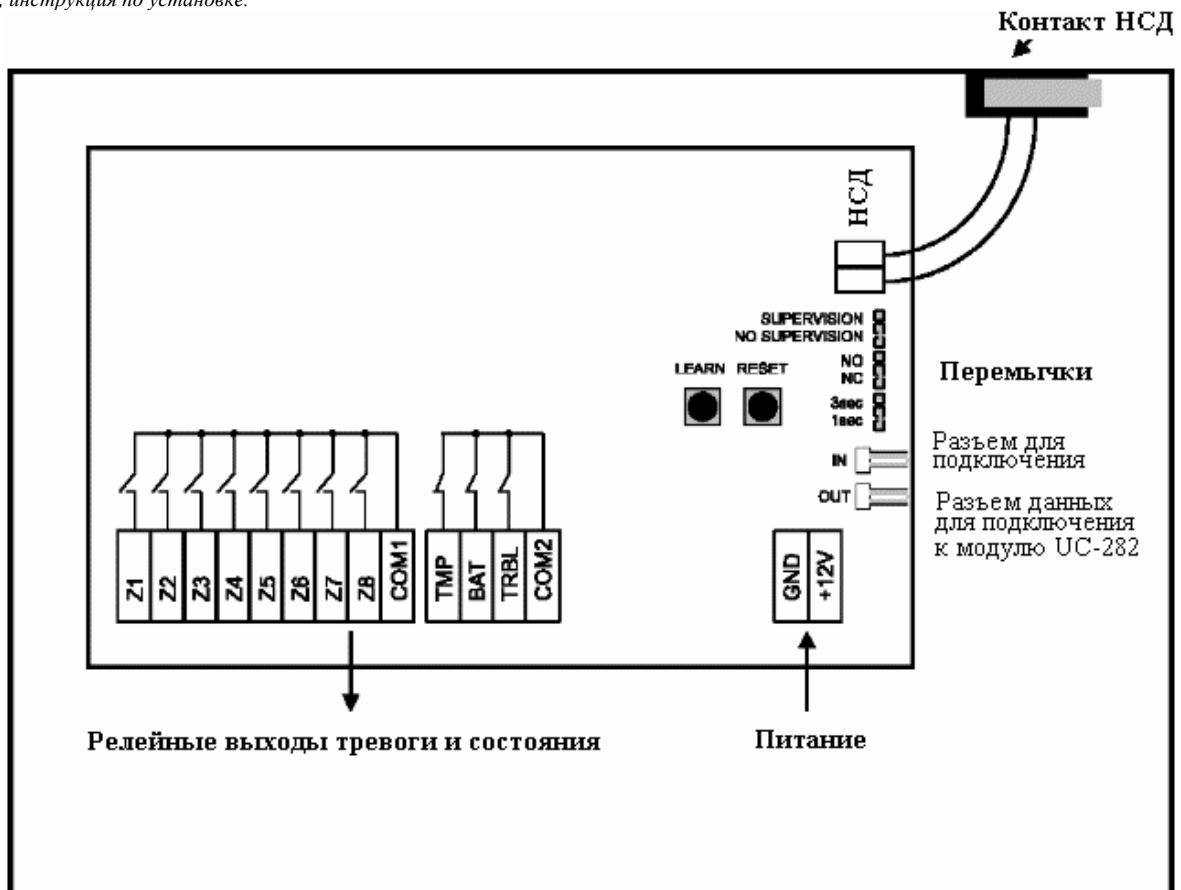 , инструкция по установке.
Контакт НСД
НСД
SUPERVISION
NO SUPERVISION
NO
NC
LEARN RESET
3sec
1sec
Перемычки
IN
Разъем для
подключения
OUT
Разъем данных
для подключения
к модулю UC-282
Z1
Z2
Z3
Z4
Z5
Z6
Z7
Z8
COM1
TMP
BAT
TRBL
COM2
GND
+12V
Релейные выходы тревоги и состояния
Питание